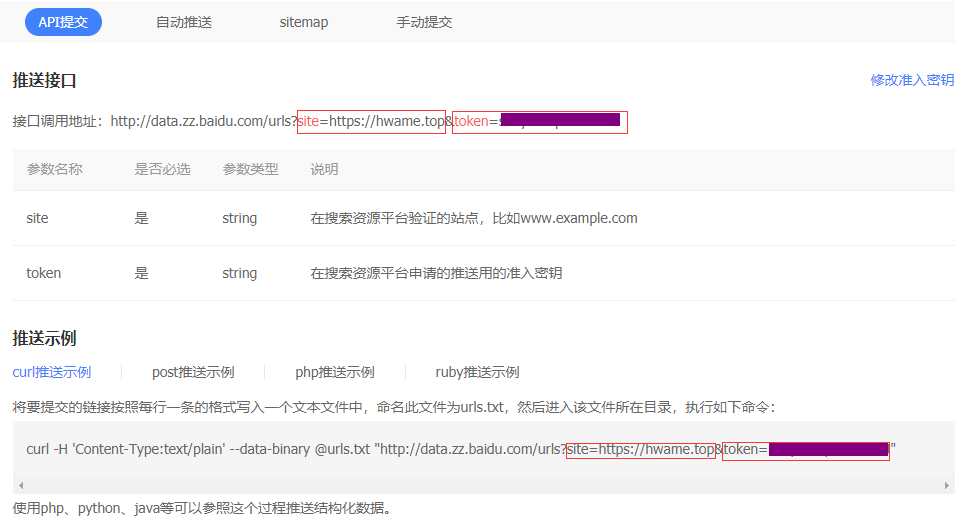 API提交 自动推送 sitemap 手动提交
推送接口 修改准入密钥
接口调用地址：http://data.zz.baidu.com/urls?site=https://hwame.top&token=
参数名称 是否必选 参数类型 说明
site 是 string 在搜索资源平台验证的站点，比如www.example.com
token 是 string 在搜索资源平台申请的推送用的准入密钥
推送示例
curl推送示例 post推送示例 php推送示例 ruby推送示例
将要提交的链接按照每行一条的格式写入一个文本文件中，命名此文件为urls.txt，然后进入该文件所在目录，执行如下命令：
curl -H 'Content-Type:text/plain' --data-binary @urls.txt "http://data.zz.baidu.com/urls?site=https://hwame.top&token="
使用php、python、java等可以参照这个过程推送结构化数据。